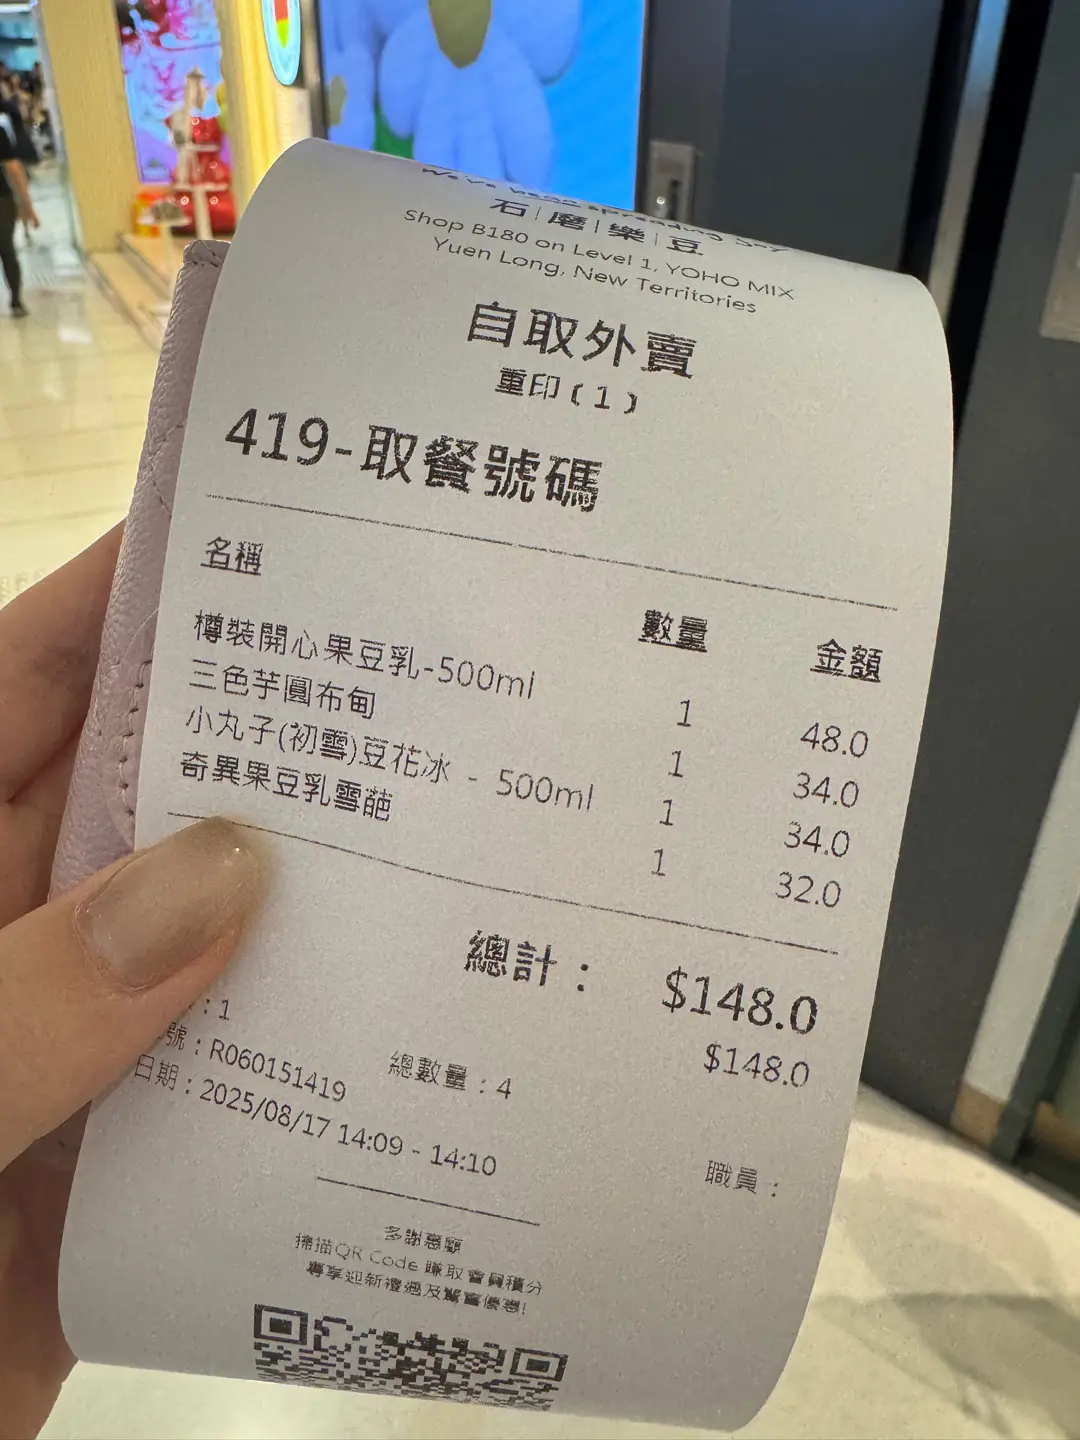 We've been spreading Joy
石|磨|樂|豆
Shop B180 on Level 1, YOHO MIX
Yuen Long, New Territories
自取外賣
重印(1)
419-取餐號碼
名稱 數量 金額
樽裝開心果豆乳-500ml 1 48.0
三色芋圓布甸 1 34.0
小丸子(初雪)豆花冰 - 500ml 1 34.0
奇異果豆乳雪葩 1 32.0
總計： $148.0
$148.0
：1 總數量：4
號：R060151419
日期：2025/08/17 14:09 - 14:10 職員：
多謝惠顧
掃描QR Code 賺取會員積分
專享迎新禮遇及驚喜優惠!